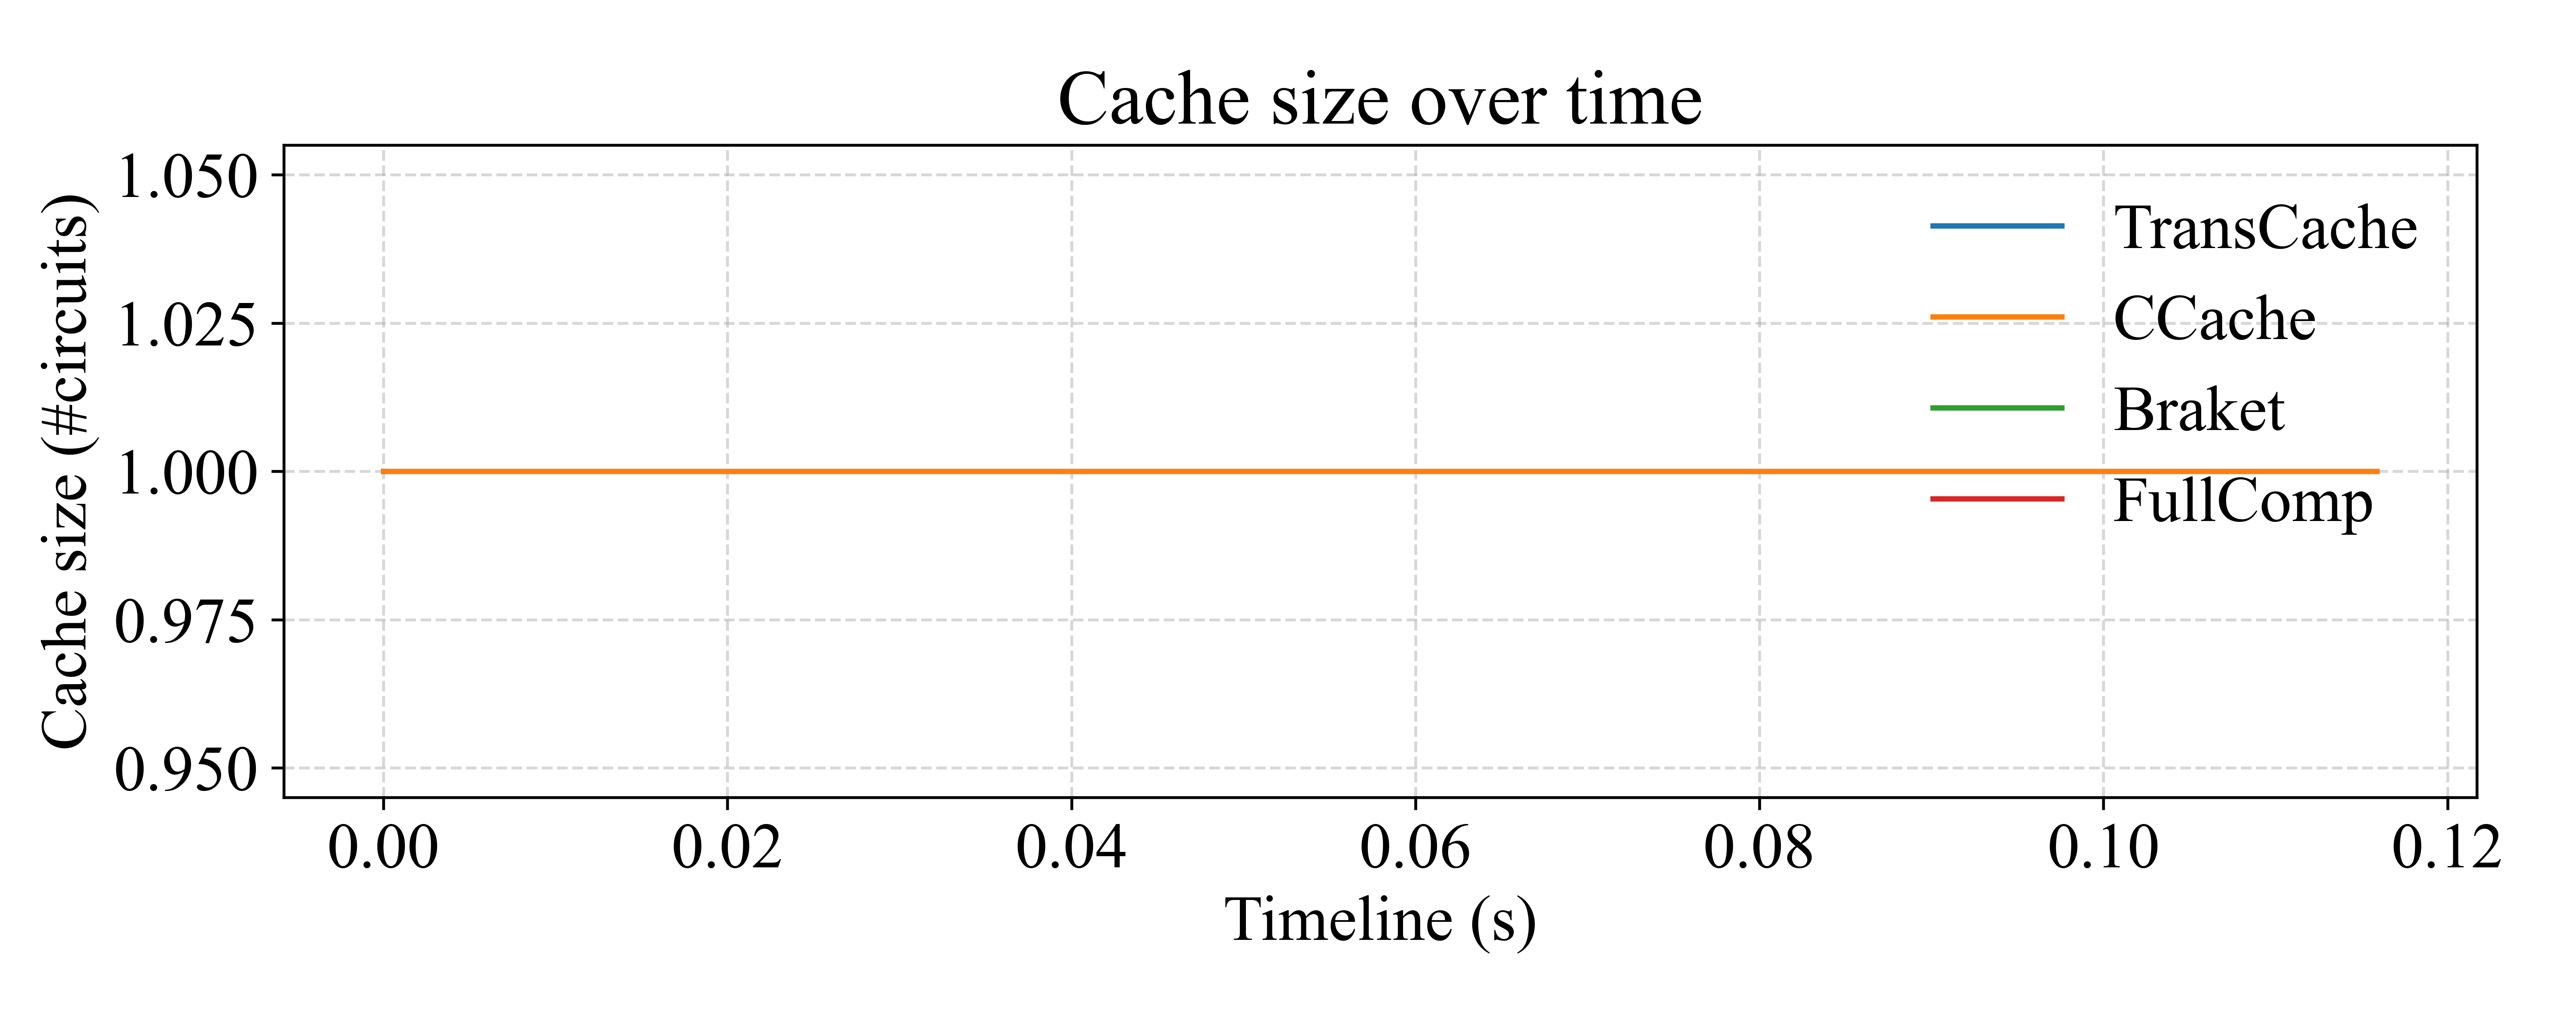 Cache size over time
Cache size (#circuits)
1.050
1.025
1.000
0.975
0.950
TransCache
CCache
Braket
FullComp
0.00 0.02 0.04 0.06 0.08 0.10 0.12
Timeline (s)